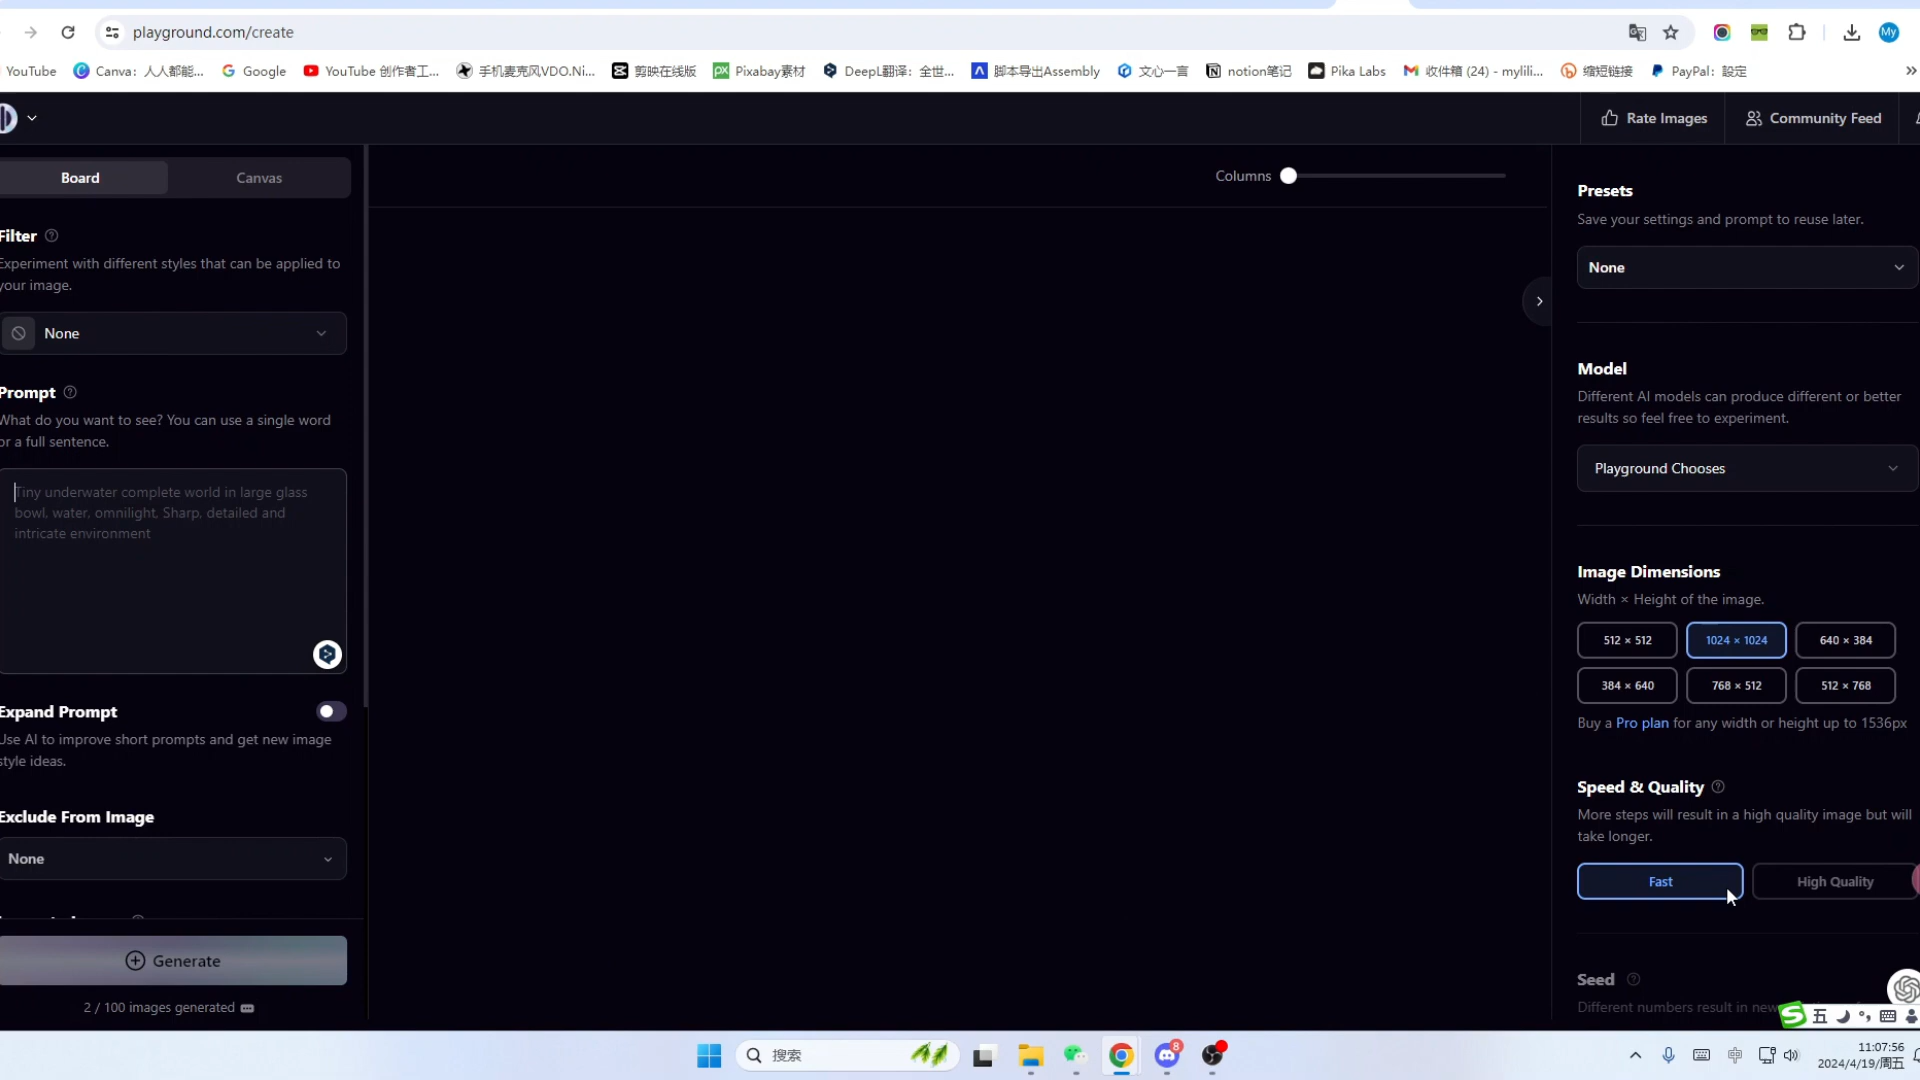 playground.com/create
My
YouTube
Canva：人人都能...
Google
YouTube 创作者工...
手机麦克风VDO.Ni...
剪映在线版
Pixabay素材
DeepL翻译：全世...
脚本导出Assembly
文心一言
notion笔记
Pika Labs
收件箱 (24) - mylili...
缩短链接
PayPal：設定
Rate Images
Community Feed
Board
Canvas
Columns
Filter
Experiment with different styles that can be applied to
your image.
None
Prompt
What do you want to see? You can use a single word
or a full sentence.
Tiny underwater complete world in large glass
bowl, water, omnilight, Sharp, detailed and
intricate environment
Expand Prompt
Use AI to improve short prompts and get new image
style ideas.
Exclude From Image
None
Generate
2 / 100 images generated
Presets
Save your settings and prompt to reuse later.
None
Model
Different AI models can produce different or better
results so feel free to experiment.
Playground Chooses
Image Dimensions
Width × Height of the image.
512 × 512
1024 × 1024
640 × 384
384 × 640
768 × 512
512 × 768
Buy a Pro plan for any width or height up to 1536px
Speed & Quality
More steps will result in a high quality image but will
take longer.
Fast
High Quality
Seed
Different numbers result in new
五
搜索
8
中
11:07:56
2024/4/19/周五